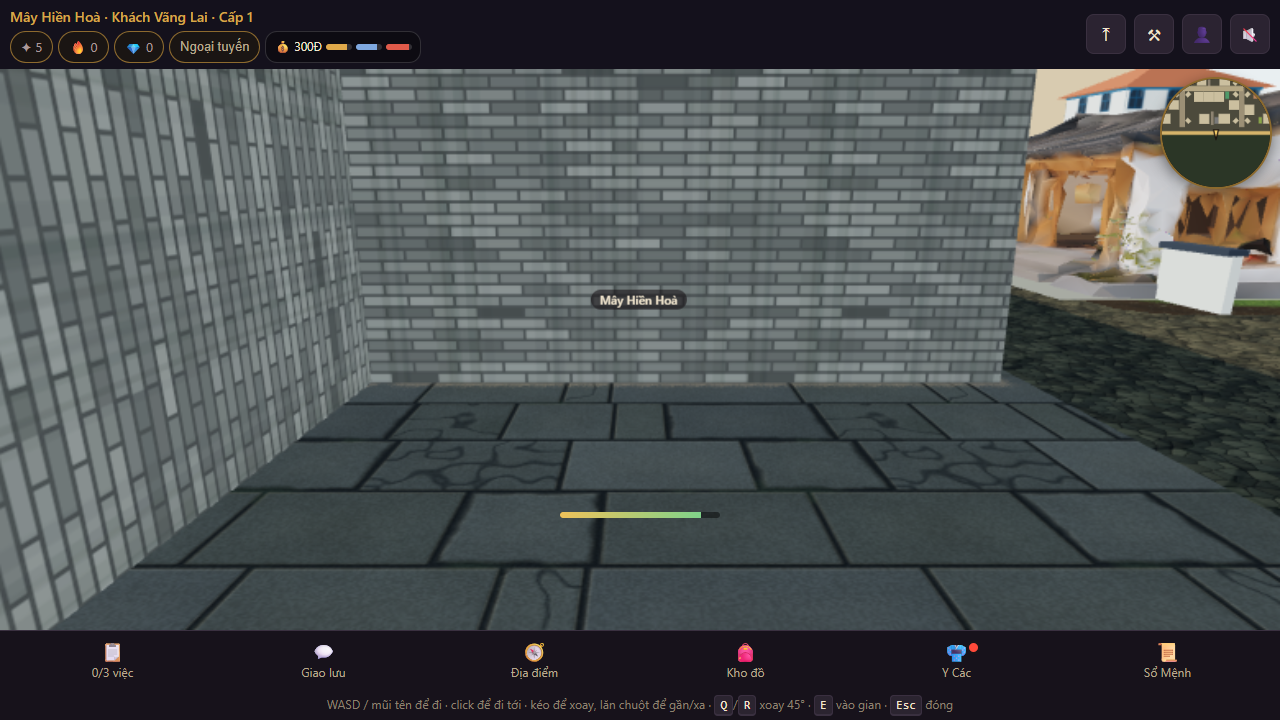 Mây Hiền Hoà · Khách Vãng Lai · Cấp 1
5
0
0
Ngoại tuyến
300Đ
Mây Hiền Hoà
0/3 việc
Giao lưu
Địa điểm
Kho đồ
Y Các
Sổ Mệnh
WASD / mũi tên để đi · click để đi tới · kéo để xoay, lăn chuột để gần/xa · Q / R xoay 45° · E vào gian · Esc đóng